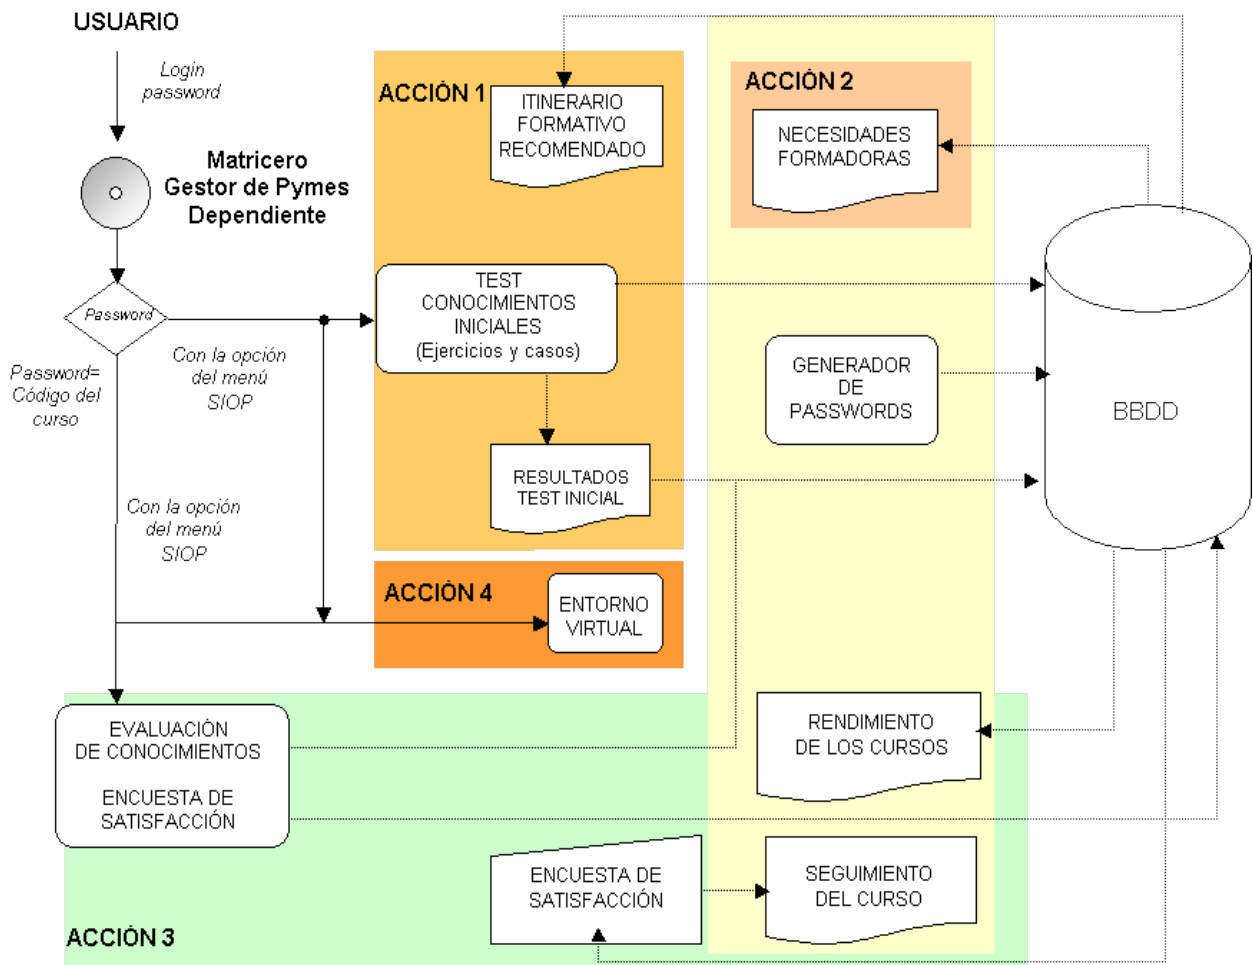 USUARIO
Login
password
Matricero
Gestor de Pymes
Dependiente
Password
Password=
Código del
curso
Con la opción
del menú
SIOP
Con la opción
del menú
SIOP
ACCIÓN 1
ITINERARIO
FORMATIVO
RECOMENDADO
TEST
CONOCIMIENTOS
INICIALES
(Ejercicios y casos)
RESULTADOS
TEST INICIAL
ACCIÓN 2
NECESIDADES
FORMADORAS
GENERADOR
DE
PASSWORDS
BBDD
ACCIÓN 4
ENTORNO
VIRTUAL
EVALUACIÓN
DE CONOCIMIENTOS
ENCUESTA DE
SATISFACCIÓN
RENDIMIENTO
DE LOS CURSOS
ENCUESTA DE
SATISFACCIÓN
SEGUIMIENTO
DEL CURSO
ACCIÓN 3